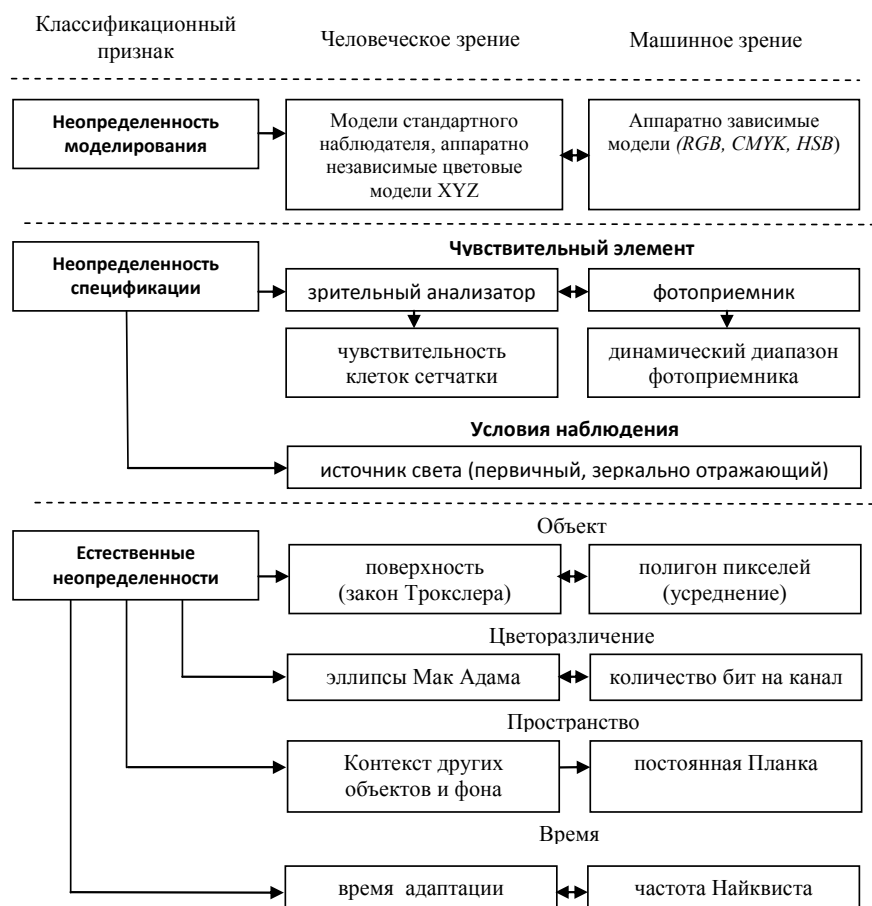 Классификационный признак
Человеческое зрение
Машинное зрение
Неопределенность
моделирования
Модели стандартного
наблюдателя, аппаратно
независимые цветовые
модели XYZ
Аппаратно зависимые
модели (RGB, CMYK, HSB)
Чувствительный элемент
Неопределенность
спецификации
зрительный анализатор
фотоприемник
чувствительность
клеток сетчатки
динамический диапазон
фотоприемника
Условия наблюдения
источник света (первичный, зеркально отражающий)
Объект
Естественные
неопределенности
поверхность
(закон Трокслера)
полигон пикселей
(усреднение)
Цветоразличение
эллипсы Мак Адама
количество бит на канал
Пространство
Контекст других
объектов и фона
постоянная Планка
Время
время адаптации
частота Найквиста